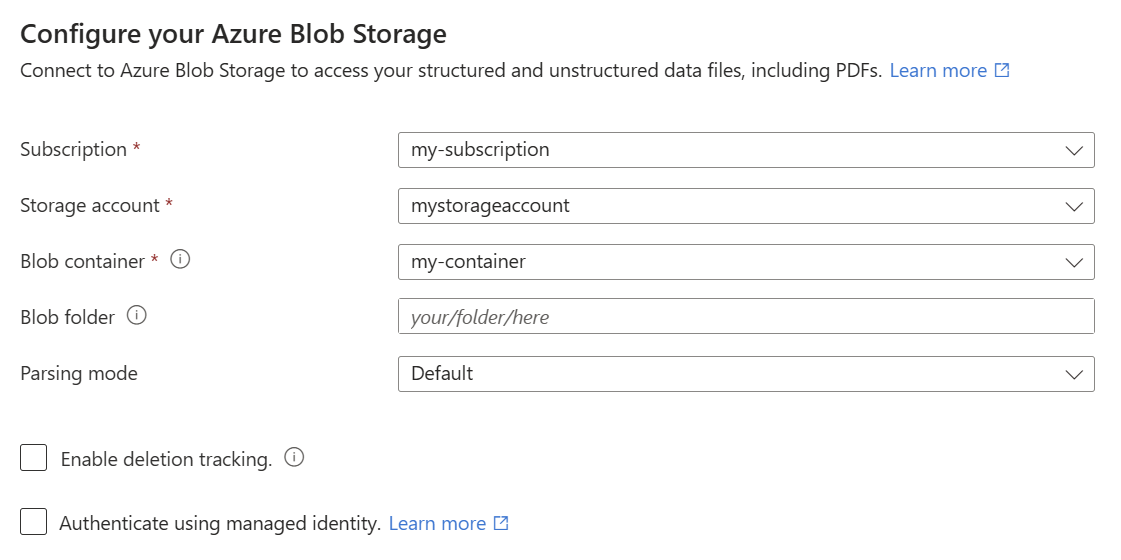 Configure your Azure Blob Storage
Connect to Azure Blob Storage to access your structured and unstructured data files, including PDFs. Learn more
Subscription * my-subscription
Storage account * mystorageaccount
Blob container * my-container
Blob folder your/folder/here
Parsing mode Default
Enable deletion tracking.
Authenticate using managed identity. Learn more